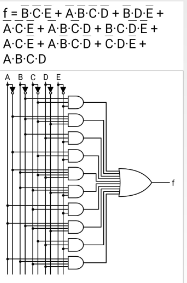 f = B·C·E + A·B·C·D + B·D·E +
A·C·E + A·B·C·D + B·C·D·E +
A·C·E + A·B·C·D + C·D·E +
A·B·C·D
A B C D E
f